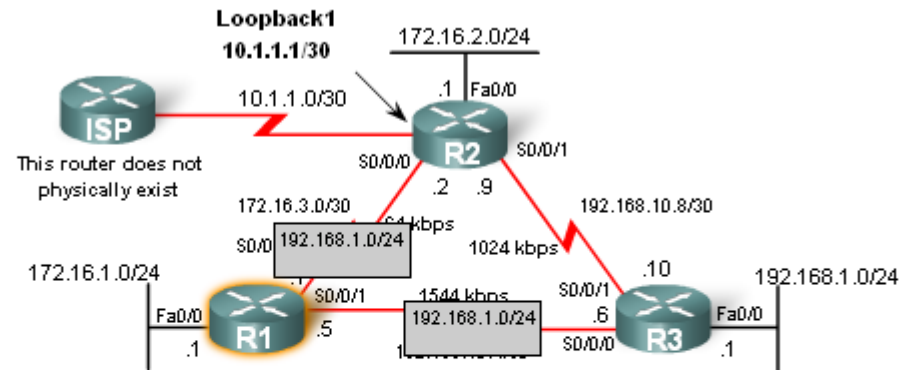 Loopback1
10.1.1.1/30
172.16.2.0/24
10.1.1.0/30
.1
Fa0/0
ISP
R2
This router does not
physically exist
S0/0/0
S0/0/1
.2
.9
172.16.3.0/30
192.168.10.8/30
kbps
S0/0
192.168.1.0/24
1024 kbps
172.16.1.0/24
.10
192.168.1.0/24
S0/0/1
1544 kbps
S0/0/1
Fa0/0
R1
.5
192.168.1.0/24
.6
R3
Fa0/0
.1
S0/0/0
.1